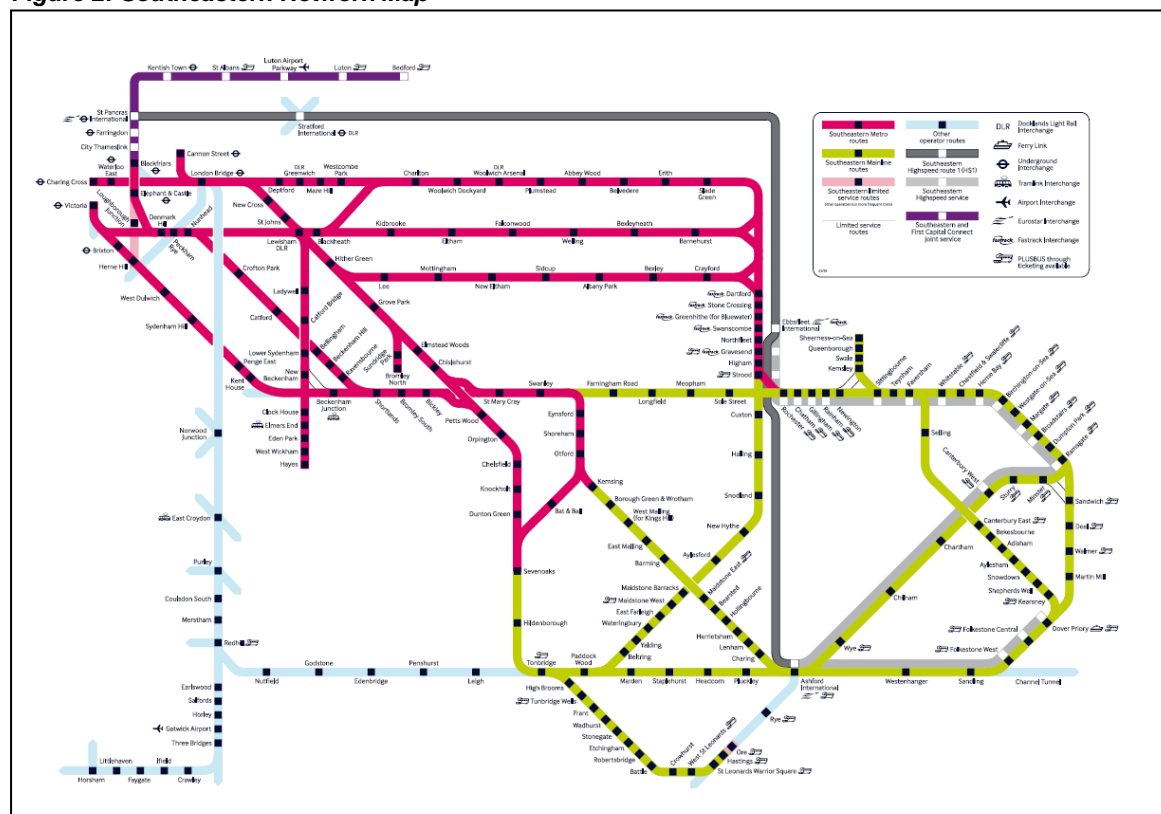 Figure 2: Southeastern Network Map
Kentish Town
St Albans
Luton Airport
Parkway
Luton
Bedford
St Pancras
International
Stratford
International
DLR
Farringdon
City Thameslink
Cannon Street
Waterloo
East
Blackfriars
London Bridge
Charing Cross
Elephant & Castle
Victoria
Loughborough
Junction
Denmark
Hill
Peckham
Rye
Nunhead
Brixton
Herne Hill
West Dulwich
Sydenham Hill
Penge East
Kent
House
DLR
Greenwich
Westcombe
Park
Deptford
Maze Hill
New Cross
St Johns
Lewisham
DLR
Blackheath
Charlton
Woolwich Dockyard
DLR
Woolwich Arsenal
Plumstead
Abbey Wood
Belvedere
Erith
Slade
Green
Kidbrooke
Eltham
Falconwood
Welling
Bexleyheath
Barnehurst
Hither Green
Lee
Mottingham
New Eltham
Sidcup
Albany Park
Bexley
Crayford
Crofton Park
Catford
Ladywell
Catford Bridge
Lower Sydenham
New
Beckenham
Clock House
Elmers End
Eden Park
West Wickham
Hayes
Bellingham
Beckenham Hill
Ravensbourne
Beckenham
Junction
Shortlands
Bromley South
Bickley
Grove Park
Sundridge
Park
Bromley
North
Elmstead Woods
Chislehurst
Petts Wood
Orpington
Chelsfield
Knockholt
Dunton Green
Sevenoaks
Hildenborough
St Mary Cray
Swanley
Eynsford
Shoreham
Otford
Bat & Ball
Farningham Road
Longfield
Meopham
Sole Street
fastrack Dartford
fastrack Stone Crossing
fastrack Greenhithe (for Bluewater)
fastrack Swanscombe
Northfleet
Gravesend
Higham
Strood
Ebbsfleet
International
fastrack
Sheerness-on-Sea
Queenborough
Swale
Kemsley
Rochester
Chatham
Gillingham
Rainham
Newington
Sittingbourne
Teynham
Faversham
Whitstable
Chestfield & Swalecliffe
Herne Bay
Birchington-on-Sea
Westgate-on-Sea
Margate
Broadstairs
Dumpton Park
Ramsgate
Cuxton
Halling
Snodland
New Hythe
Aylesford
Maidstone Barracks
Maidstone West
East Farleigh
Wateringbury
Yalding
Beltring
Kemsing
Borough Green & Wrotham
West Malling
(for Kings Hill)
East Malling
Barming
Maidstone East
Bearsted
Hollingbourne
Harrietsham
Lenham
Charing
Selling
Canterbury East
Bekesbourne
Adisham
Aylesham
Snowdown
Shepherds Well
Kearsney
Canterbury West
Sturry
Minster
Chartham
Chilham
Wye
Sandwich
Deal
Walmer
Martin Mill
Dover Priory
Folkestone Central
Folkestone West
Westenhanger
Sandling
Channel Tunnel
Ashford
International
Tonbridge
Paddock
Wood
Marden
Staplehurst
Headcorn
Pluckley
High Brooms
Tunbridge Wells
Frant
Wadhurst
Stonegate
Etchingham
Robertsbridge
Battle
Crowhurst
West St Leonards
St Leonards Warrior Square
Hastings
Ore
Rye
Norwood
Junction
East Croydon
Purley
Coulsdon South
Merstham
Redhill
Nutfield
Godstone
Edenbridge
Penshurst
Leigh
Earlswood
Salfords
Horley
Gatwick Airport
Three Bridges
Horsham
Littlehaven
Faygate
Ifield
Crawley
Southeastern Metro
routes
Southeastern Mainline
routes
Southeastern limited
service routes
other operators run more frequent trains
Limited service
routes
Other
operator routes
Southeastern
Highspeed route 1 (HS1)
Southeastern
Highspeed service
Southeastern and
First Capital Connect
joint service
DLR
Docklands Light Rail
Interchange
Ferry Link
Underground
Interchange
Tramlink Interchange
Airport Interchange
Eurostar Interchange
fastrack Fastrack Interchange
PLUSBUS through
ticketing available